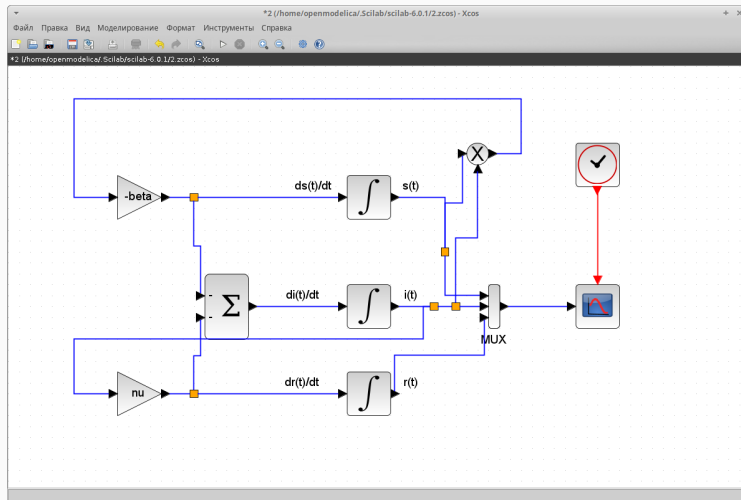 *2 (/home/openmodelica/.Scilab/scilab-6.0.1/2.zcos) - Xcos
Файл Правка Вид Моделирование Формат Инструменты Справка
*2 (/home/openmodelica/.Scilab/scilab-6.0.1/2.zcos) - Xcos
X
-beta
ds(t)/dt
∫
s(t)
-
-
Σ
di(t)/dt
∫
i(t)
MUX
nu
dr(t)/dt
∫
r(t)